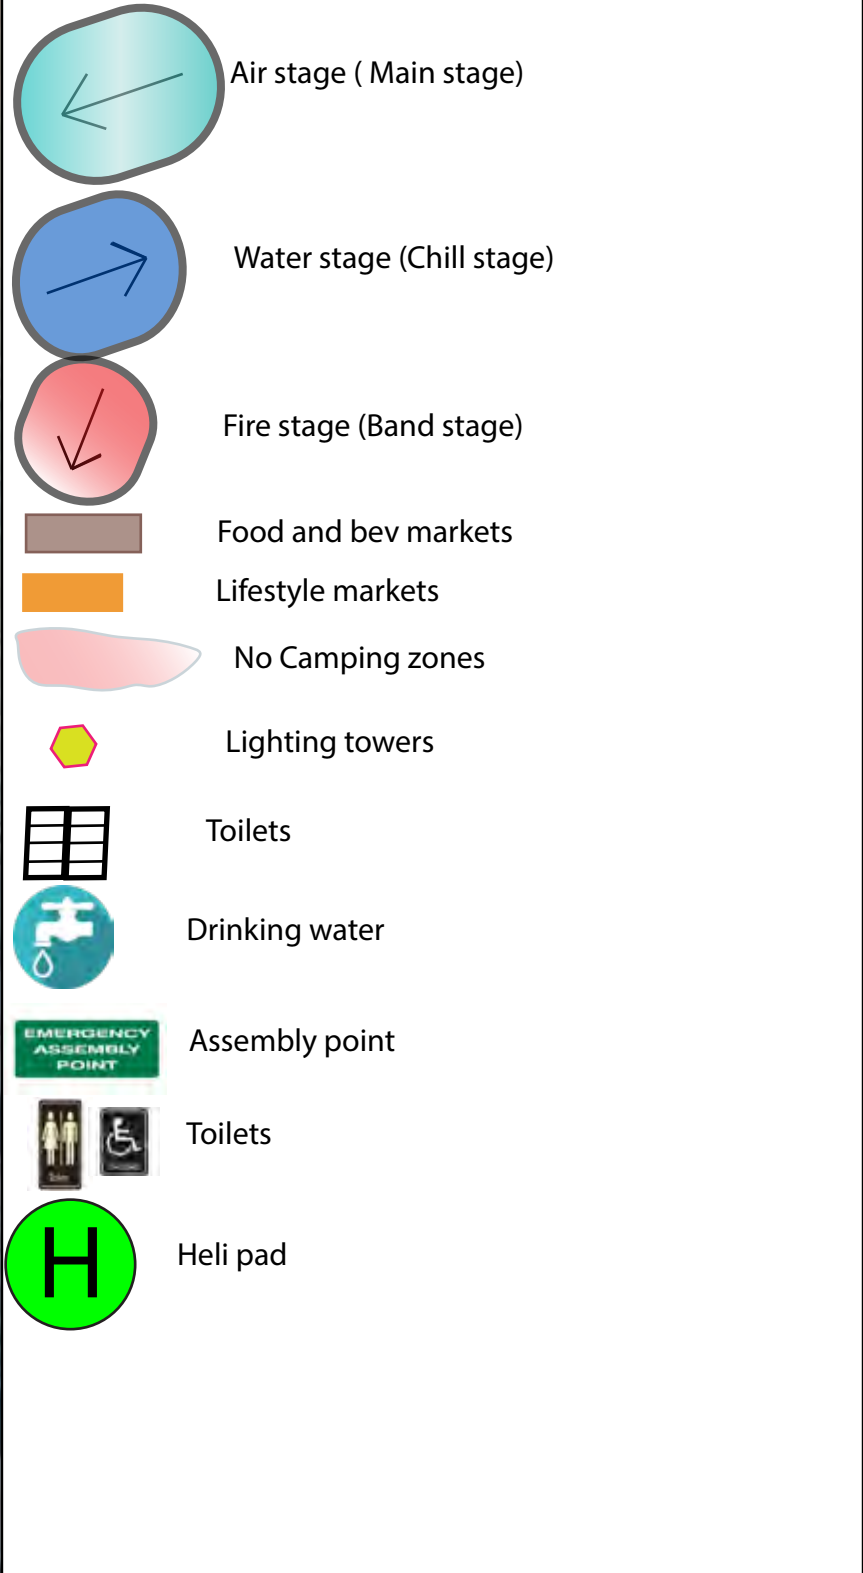 Air stage ( Main stage)
Water stage (Chill stage)
Fire stage (Band stage)
Food and bev markets
Lifestyle markets
No Camping zones
Lighting towers
Toilets
Drinking water
EMERGENCY
ASSEMBLY
POINT
Assembly point
Toilets
H
Heli pad